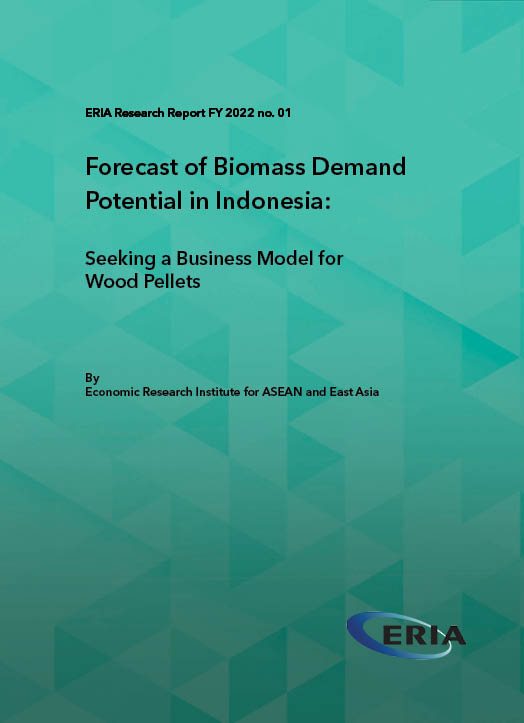 ERIA Research Report FY 2022 no. 01
Forecast of Biomass Demand
Potential in Indonesia:
Seeking a Business Model for
Wood Pellets
By
Economic Research Institute for ASEAN and East Asia
ERIA